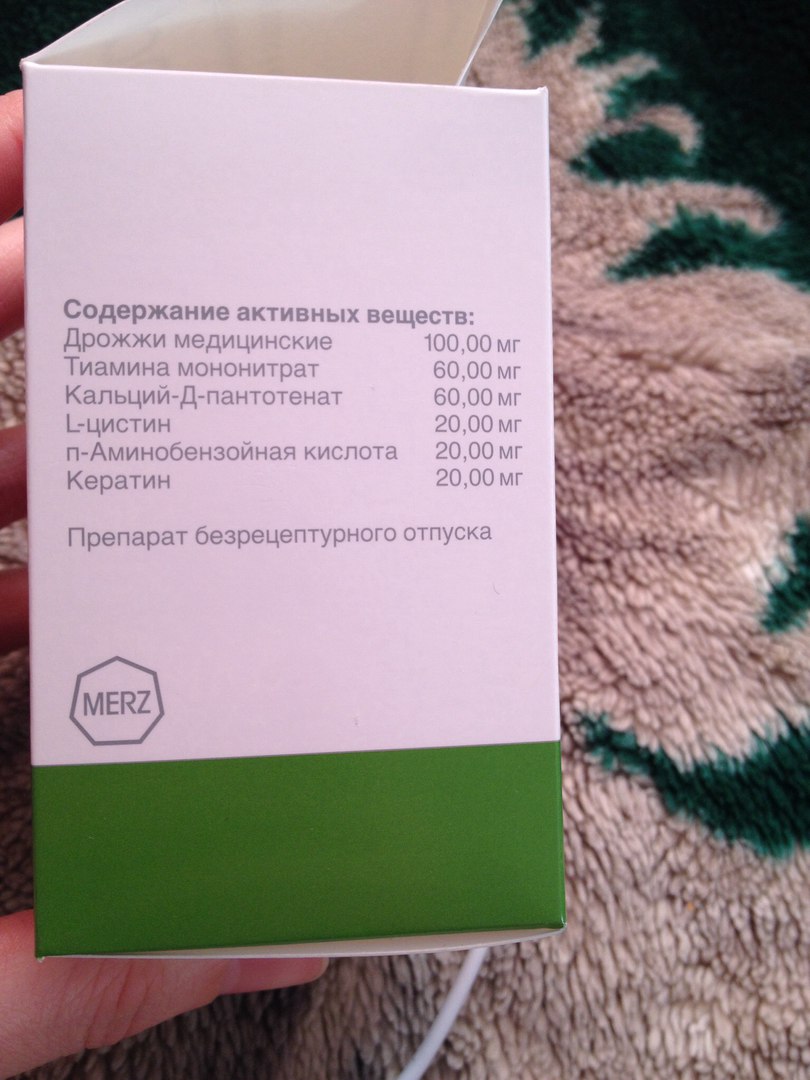 Содержание активных веществ:
Дрожжи медицинские 100,00 мг
Тиамина мононитрат 60,00 мг
Кальций-Д-пантотенат 60,00 мг
L-цистин 20,00 мг
п-Аминобензойная кислота 20,00 мг
Кератин 20,00 мг
Препарат безрецептурного отпуска
MERZ